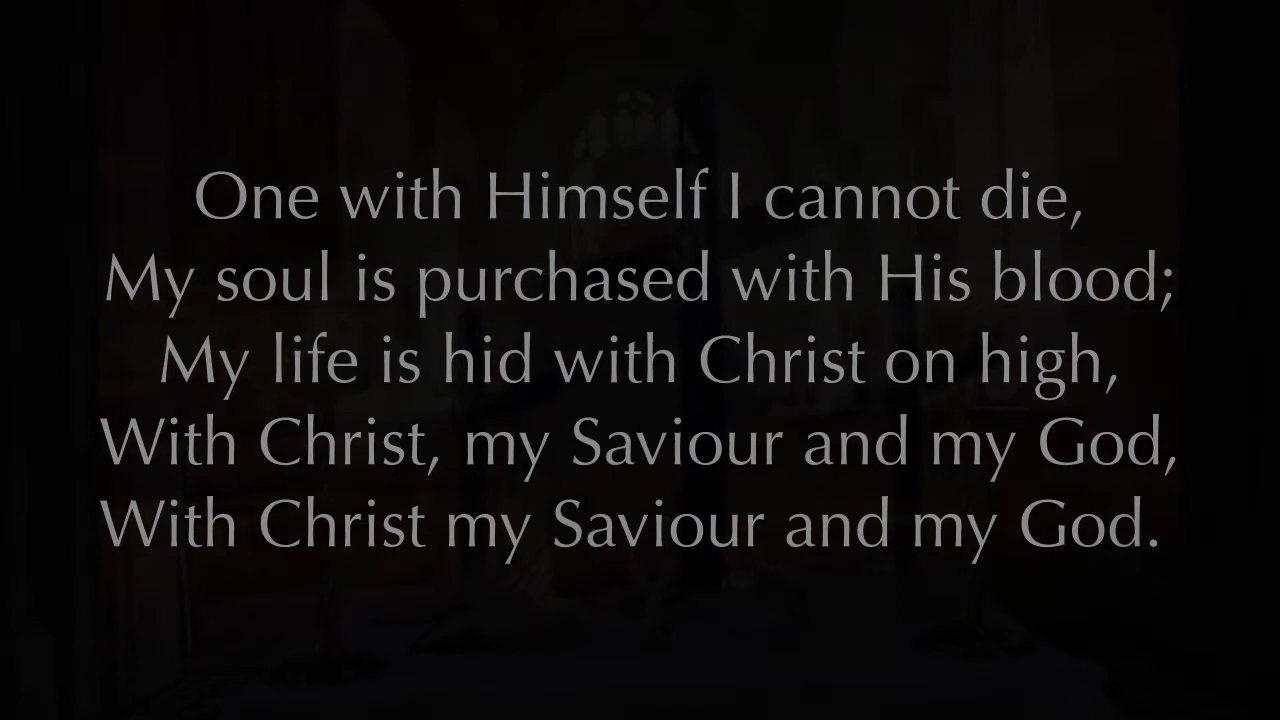 One with Himself I cannot die,
My soul is purchased with His blood;
My life is hid with Christ on high,
With Christ, my Saviour and my God,
With Christ my Saviour and my God.